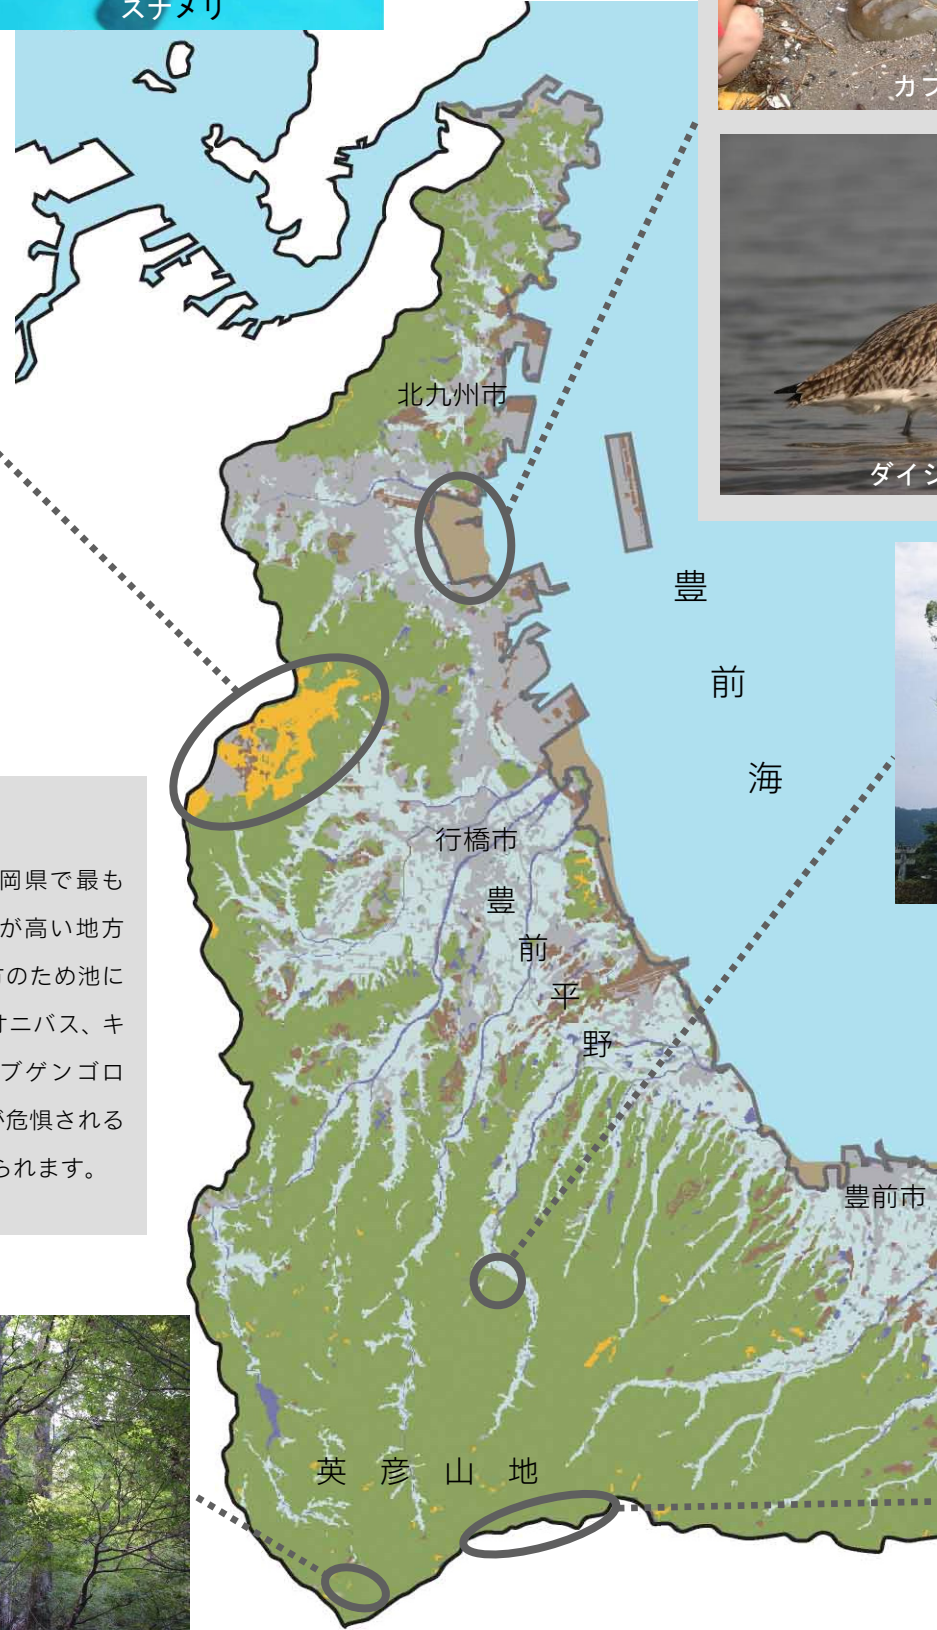 スナメリ
カブ
ダイシ
北九州市
豊前海
行橋市
豊前平野
岡県で最も
が高い地方
のため池に
オニバス、キ
ブゲンゴロ
が危惧される
られます。
豊前市
英彦山地